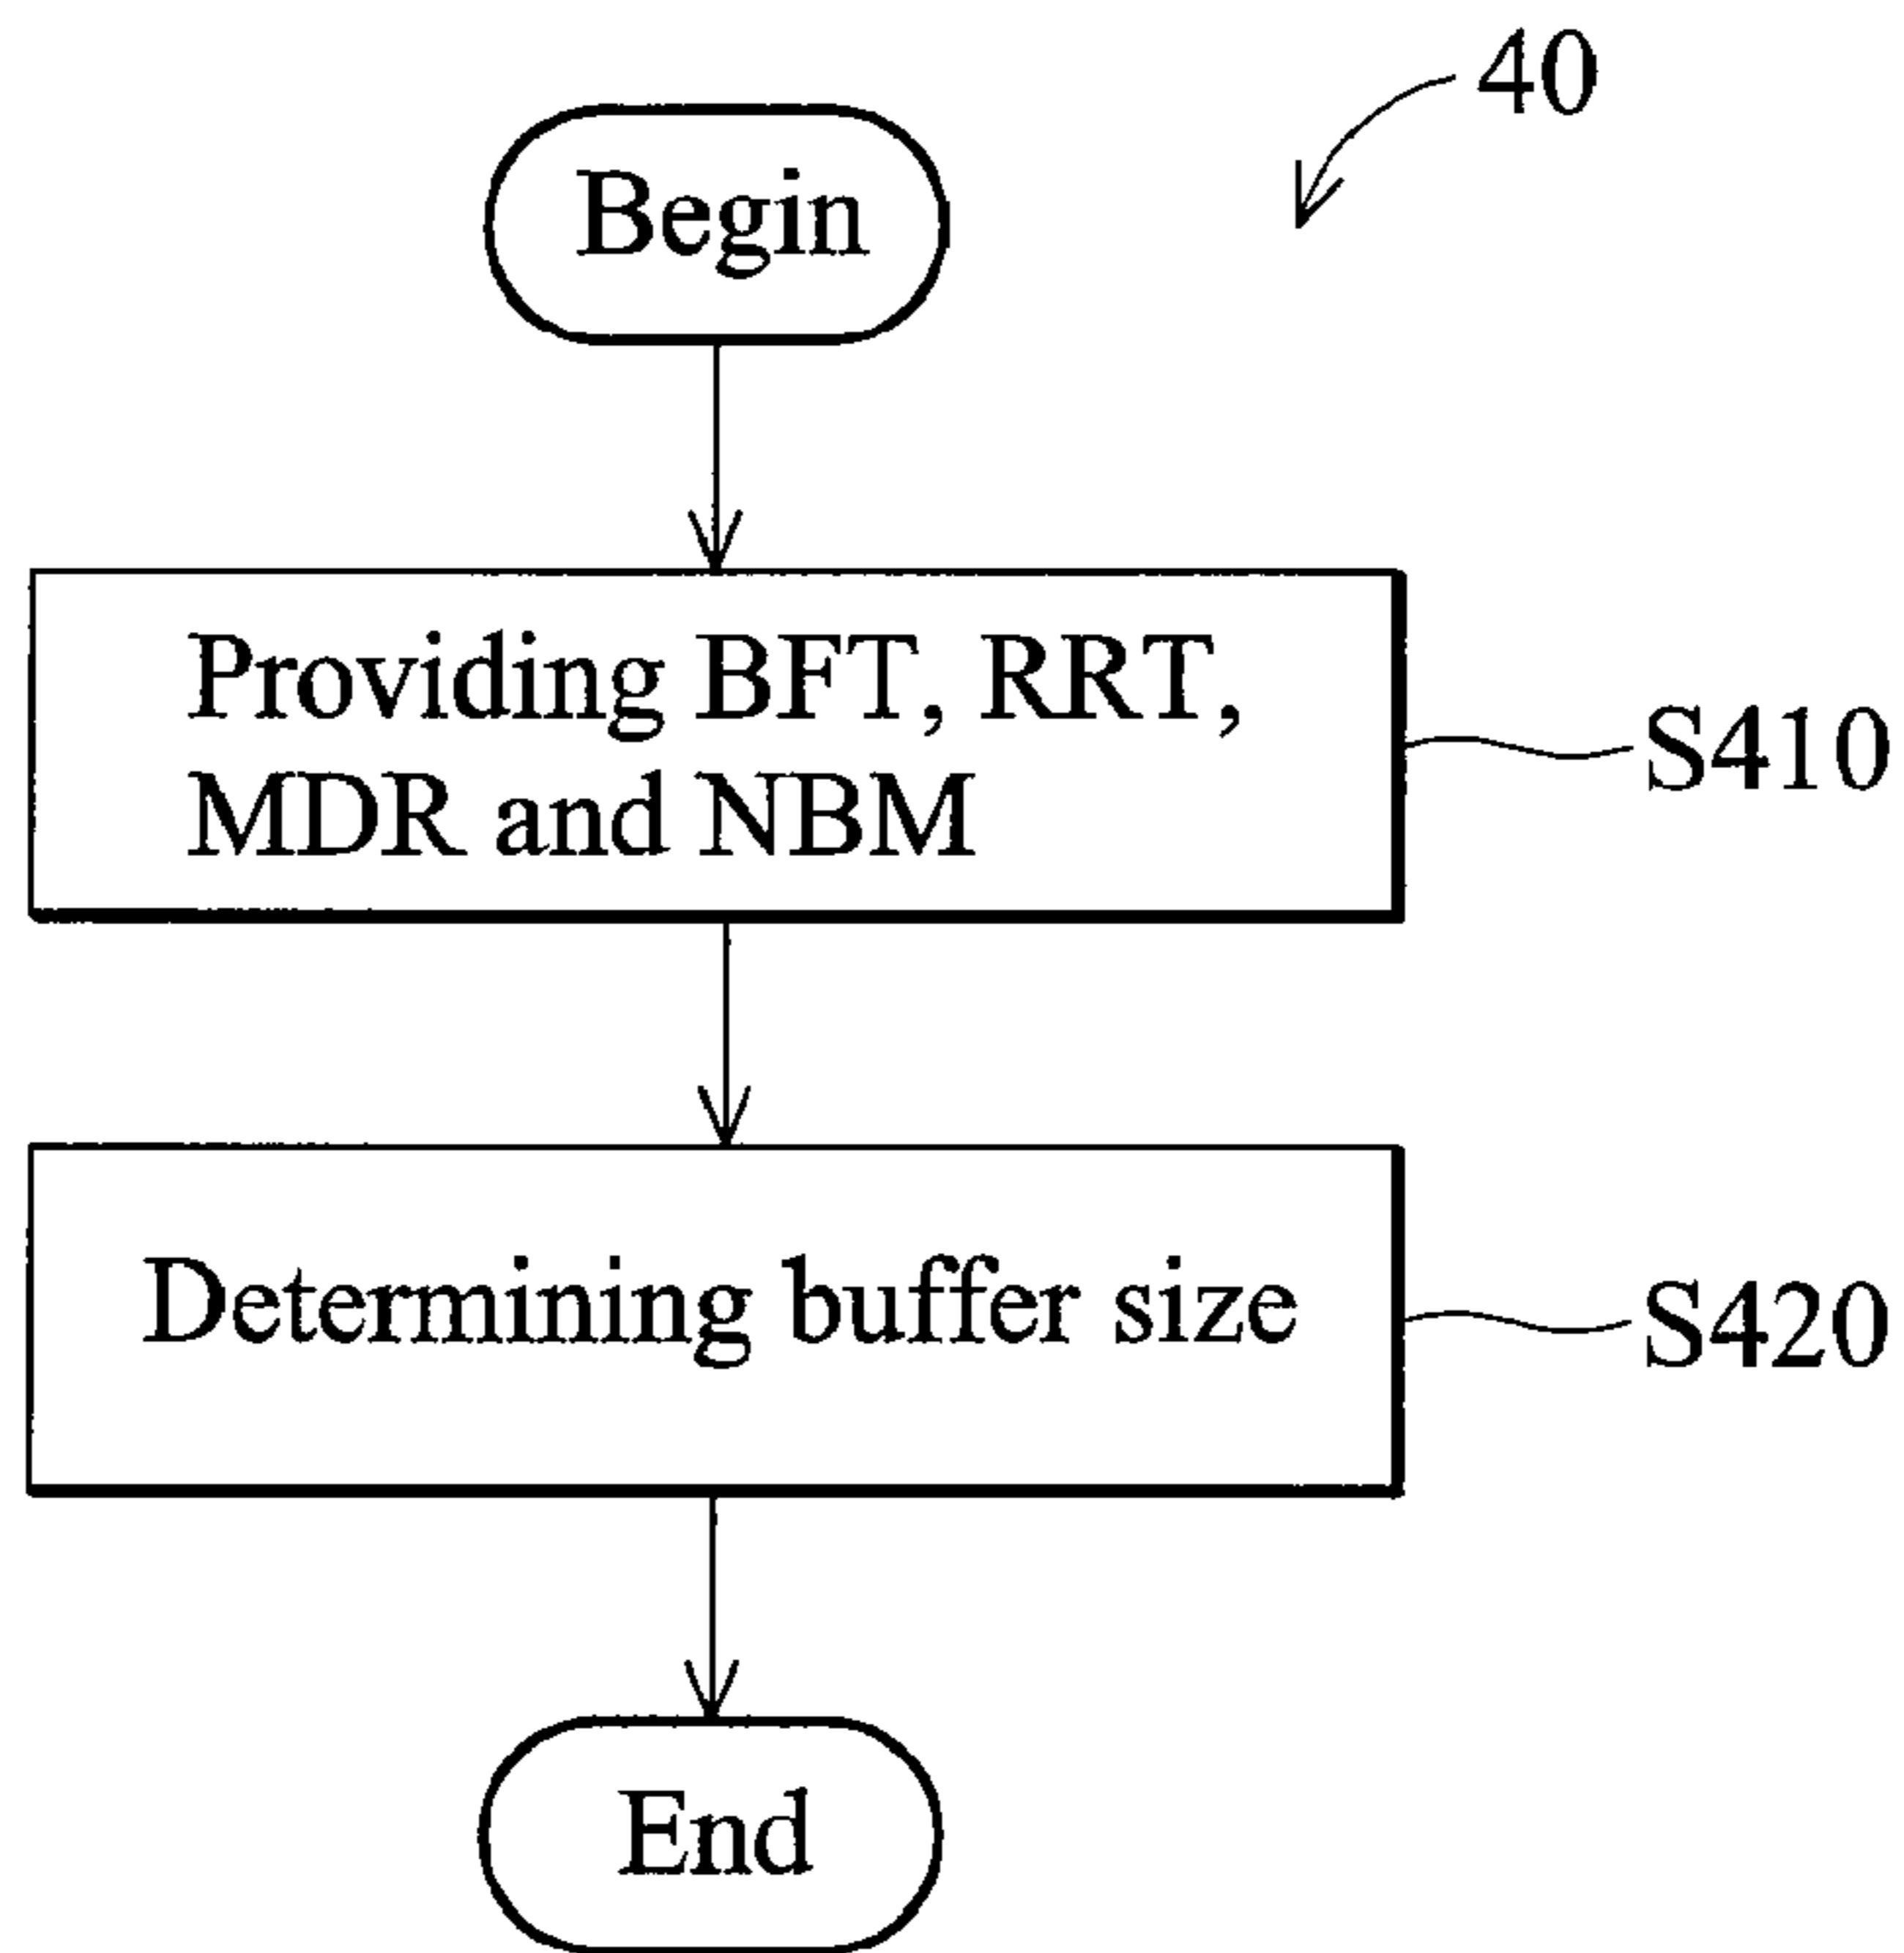 40
Begin
Providing BFT, RRT,
MDR and NBM
S410
Determining buffer size
S420
End